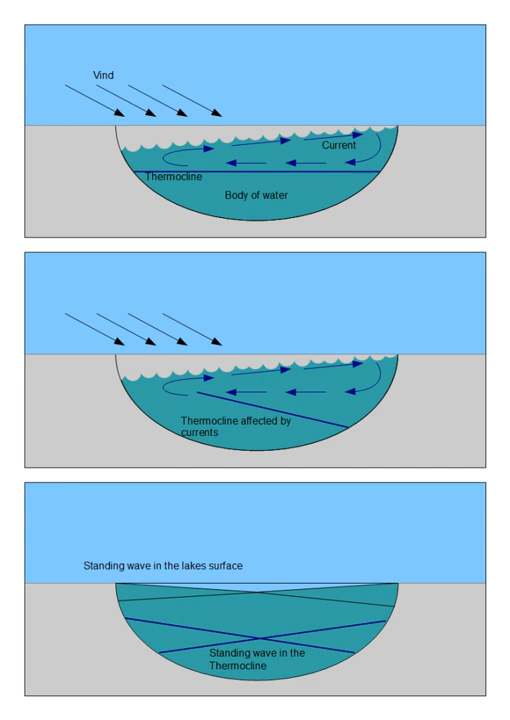 Vind
Current
Thermocline
Body of water
Thermocline affected by
currents
Standing wave in the lakes surface
Standing wave in the
Thermocline